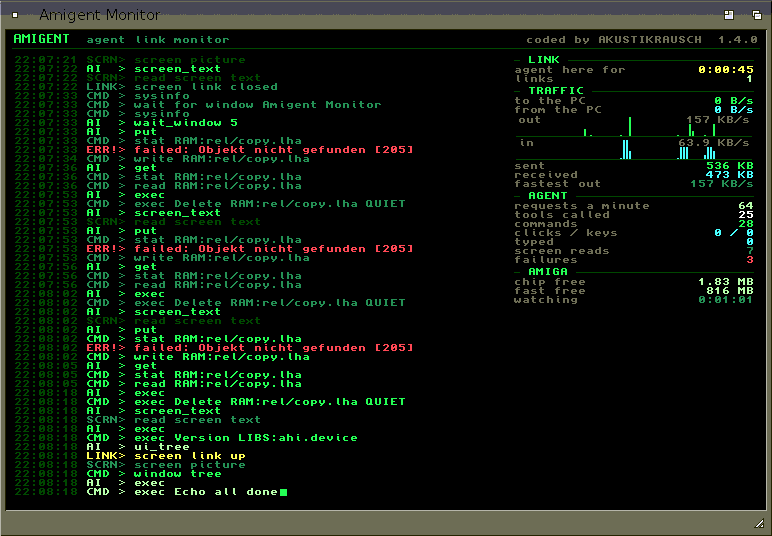 Amigent Monitor
AMIGENT agent link monitor coded by AKUSTIKRAUSCH 1.4.0
22:07:21 SCRN> screen picture
22:07:22 AI > screen_text
22:07:22 SCRN> read screen text
22:07:22 LINK> screen link closed
22:07:33 CMD > sysinfo
22:07:33 CMD > wait for window Amigent Monitor
22:07:33 CMD > sysinfo
22:07:33 AI > wait_window 5
22:07:33 AI > put
22:07:33 CMD > stat RAM:rel/copy.lha
22:07:33 ERR!> failed: Objekt nicht gefunden [205]
22:07:34 CMD > write RAM:rel/copy.lha
22:07:36 AI > get
22:07:36 CMD > stat RAM:rel/copy.lha
22:07:36 CMD > read RAM:rel/copy.lha
22:07:53 AI > exec
22:07:53 CMD > exec Delete RAM:rel/copy.lha QUIET
22:07:53 AI > screen_text
22:07:53 SCRN> read screen text
22:07:53 AI > put
22:07:53 CMD > stat RAM:rel/copy.lha
22:07:53 ERR!> failed: Objekt nicht gefunden [205]
22:07:53 CMD > write RAM:rel/copy.lha
22:07:56 AI > get
22:07:56 CMD > stat RAM:rel/copy.lha
22:07:56 CMD > read RAM:rel/copy.lha
22:08:02 AI > exec
22:08:02 CMD > exec Delete RAM:rel/copy.lha QUIET
22:08:02 AI > screen_text
22:08:02 SCRN> read screen text
22:08:02 AI > put
22:08:02 CMD > stat RAM:rel/copy.lha
22:08:02 ERR!> failed: Objekt nicht gefunden [205]
22:08:02 CMD > write RAM:rel/copy.lha
22:08:05 AI > get
22:08:05 CMD > stat RAM:rel/copy.lha
22:08:05 CMD > read RAM:rel/copy.lha
22:08:18 AI > exec
22:08:18 CMD > exec Delete RAM:rel/copy.lha QUIET
22:08:18 AI > screen_text
22:08:18 SCRN> read screen text
22:08:18 AI > exec
22:08:18 CMD > exec Version LIBS:ahi.device
22:08:18 AI > ui_tree
22:08:18 LINK> screen link up
22:08:18 SCRN> screen picture
22:08:18 CMD > window tree
22:08:18 AI > exec
22:08:18 CMD > exec Echo all done
LINK
agent here for 0:00:45
links 1
TRAFFIC
to the PC 0 B/s
from the PC 0 B/s
out 157 KB/s
in 63.9 KB/s
sent 536 KB
received 473 KB
fastest out 157 KB/s
AGENT
requests a minute 64
tools called 25
commands 28
clicks / keys 0 / 0
typed 0
screen reads 7
failures 3
AMIGA
chip free 1.83 MB
fast free 816 MB
watching 0:01:01